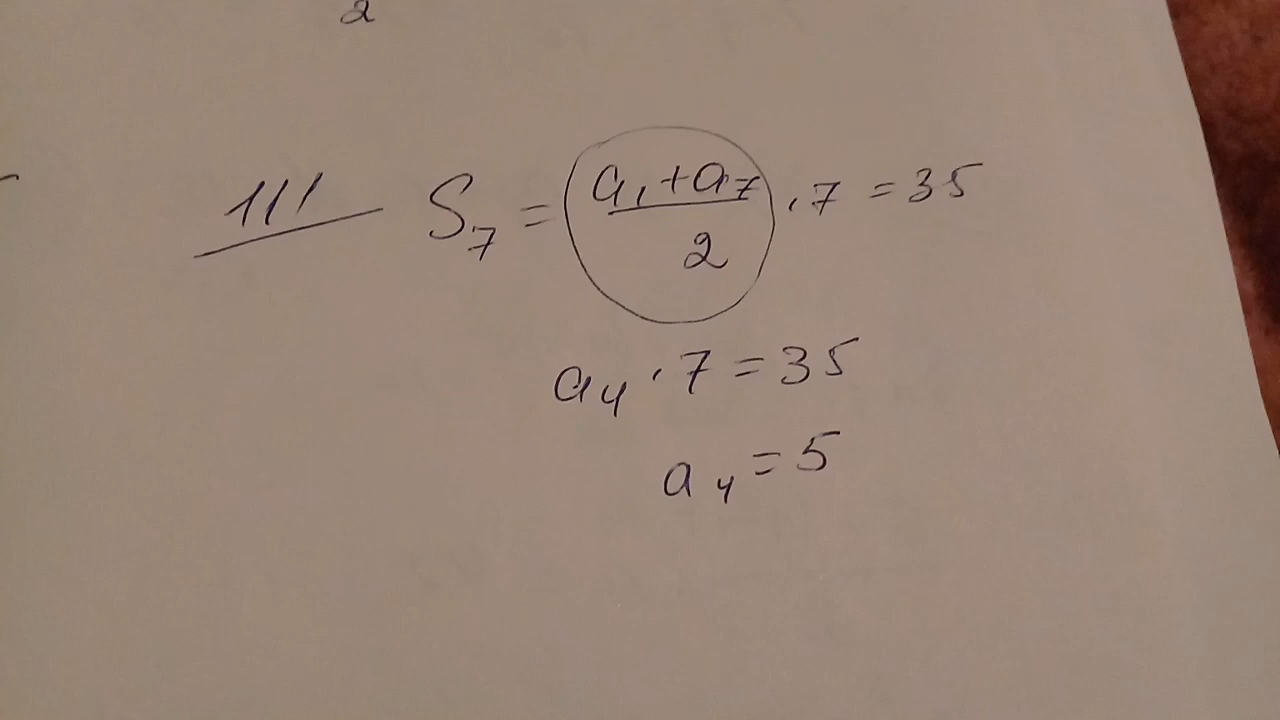 2
111 S₇ = (a₁+a₇)/2 · 7 = 35
a₄ · 7 = 35
a₄ = 5